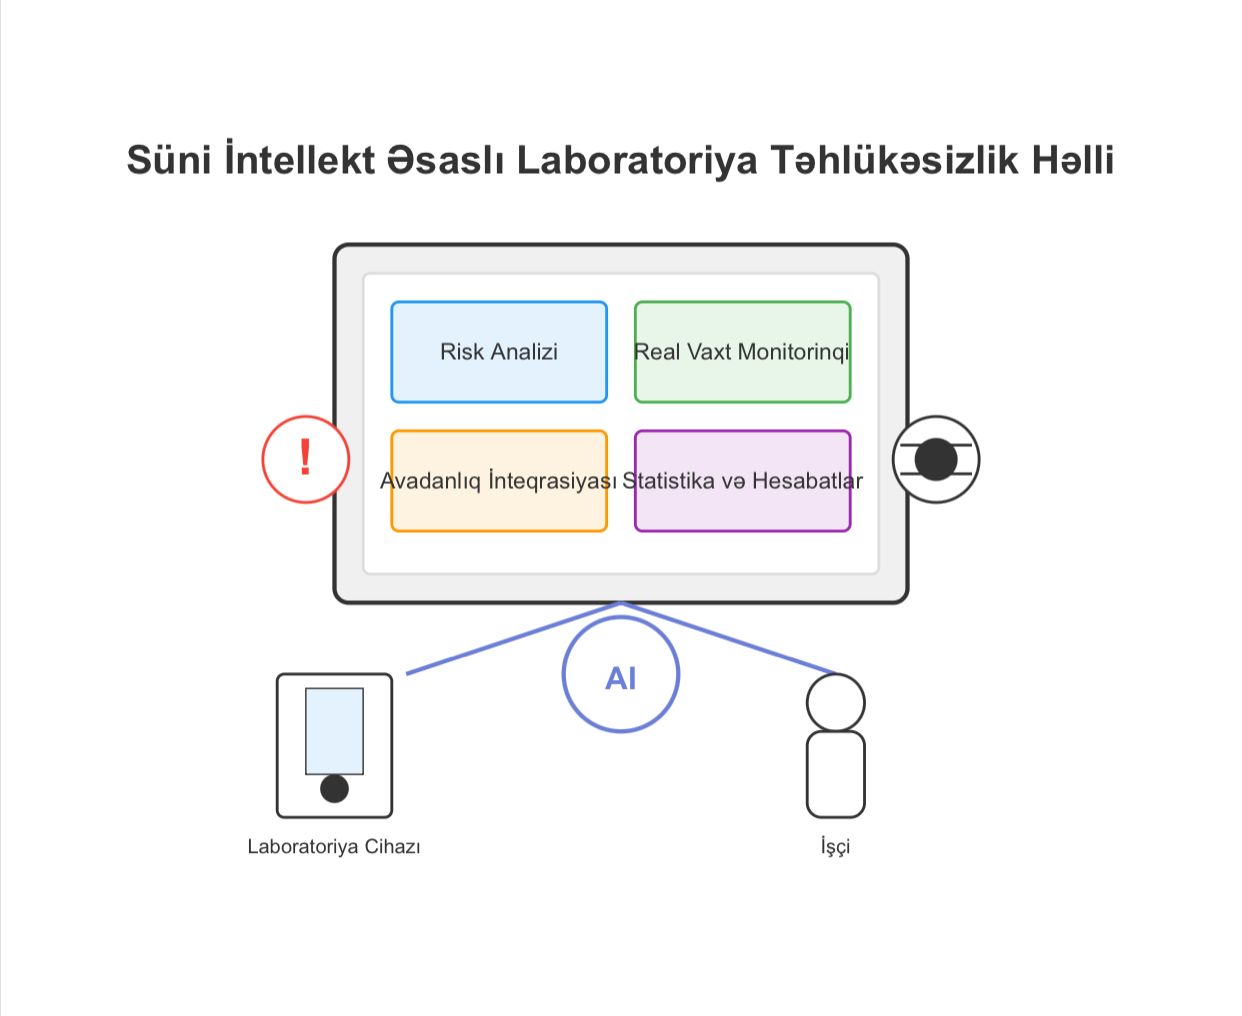 Süni İntellekt Əsaslı Laboratoriya Təhlükəsizlik Həlli
Risk Analizi
Real Vaxt Monitorinqi
!
Avadanlıq İnteqrasiyası
Statistika və Hesabatlar
AI
Laboratoriya Cihazı
İşçi